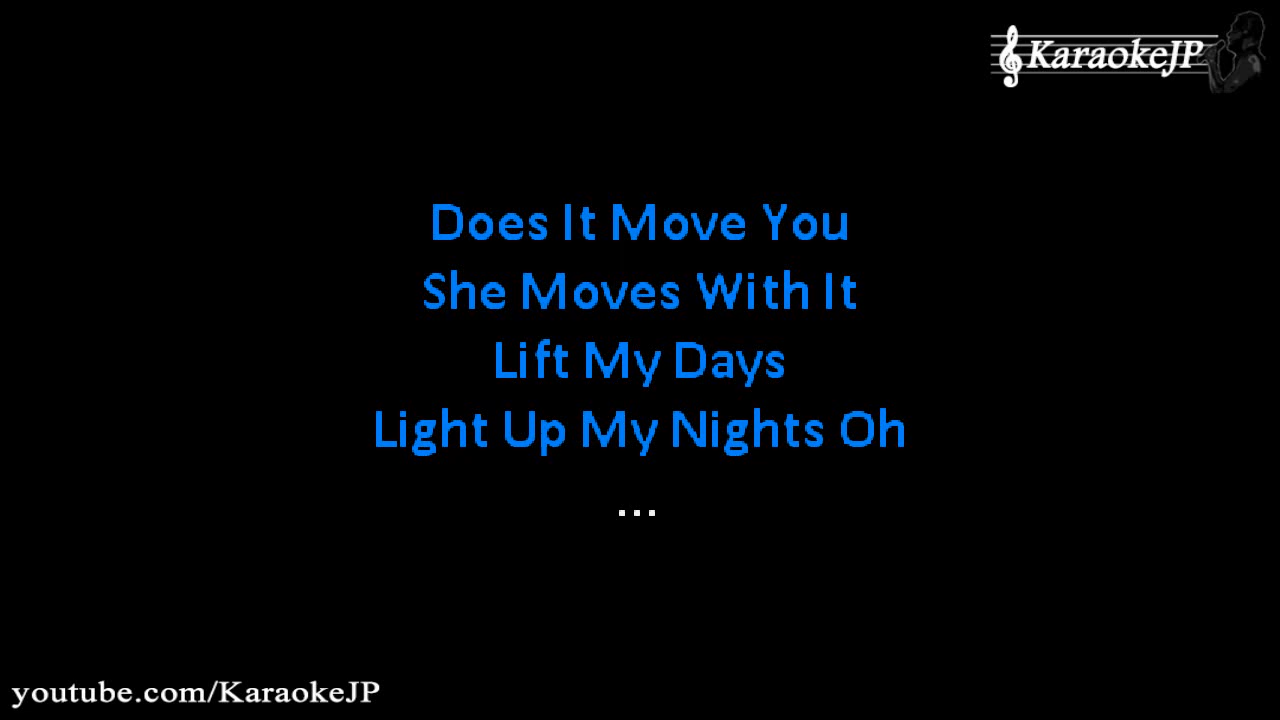 KaraokeJP
Does It Move You
She Moves With It
Lift My Days
Light Up My Nights Oh
...
youtube.com/KaraokeJP